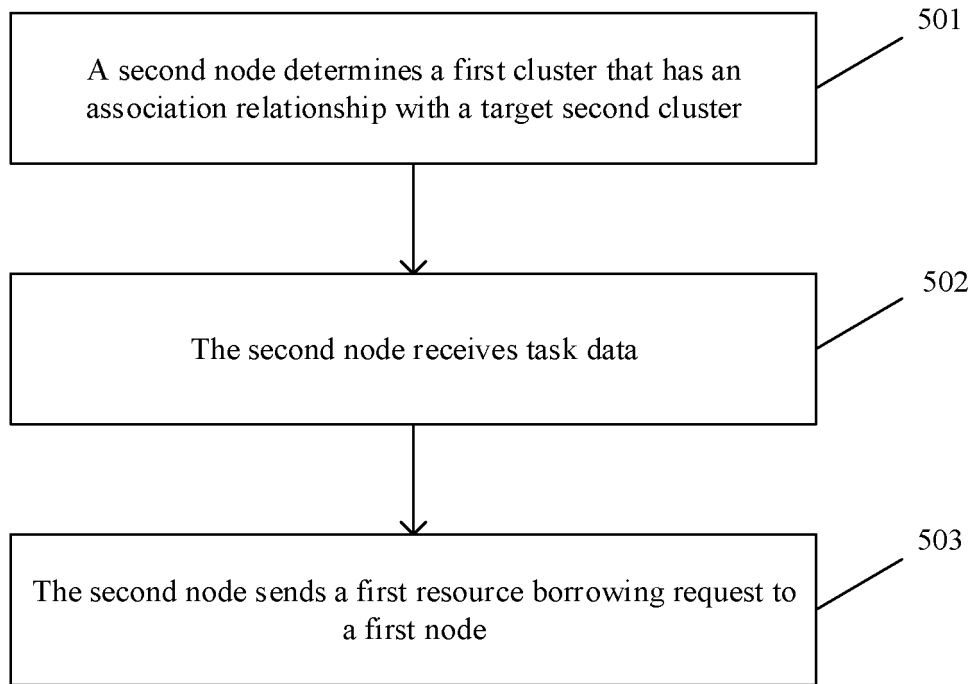 501
A second node determines a first cluster that has an
association relationship with a target second cluster
502
The second node receives task data
503
The second node sends a first resource borrowing request to
a first node